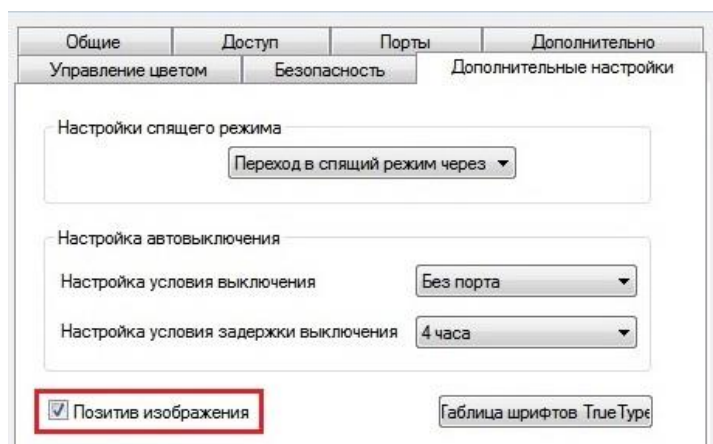 Общие Доступ Порты Дополнительно
Управление цветом Безопасность Дополнительные настройки
Настройки спящего режима
Переход в спящий режим через
Настройка автовыключения
Настройка условия выключения Без порта
Настройка условия задержки выключения 4 часа
Позитив изображения Таблица шрифтов TrueType